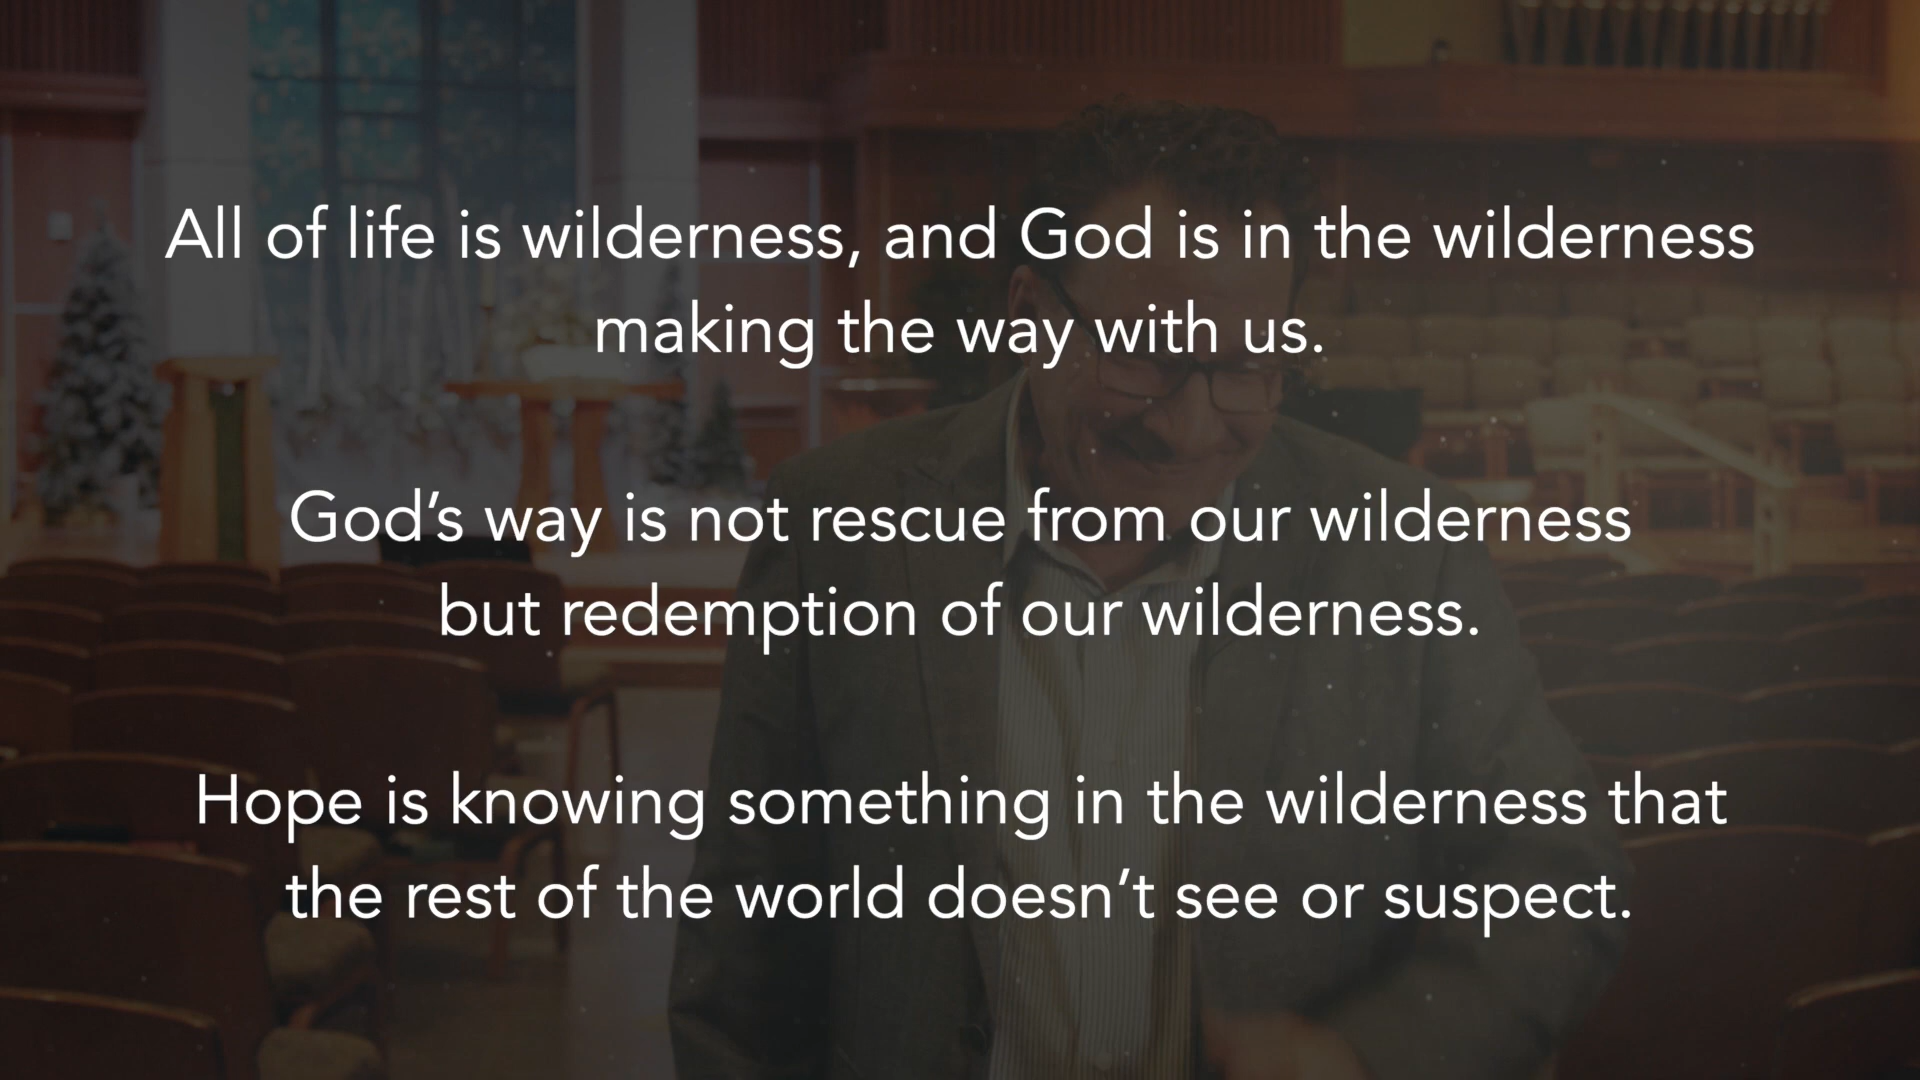 All of life is wilderness, and God is in the wilderness
making the way with us.
God’s way is not rescue from our wilderness
but redemption of our wilderness.
Hope is knowing something in the wilderness that
the rest of the world doesn’t see or suspect.